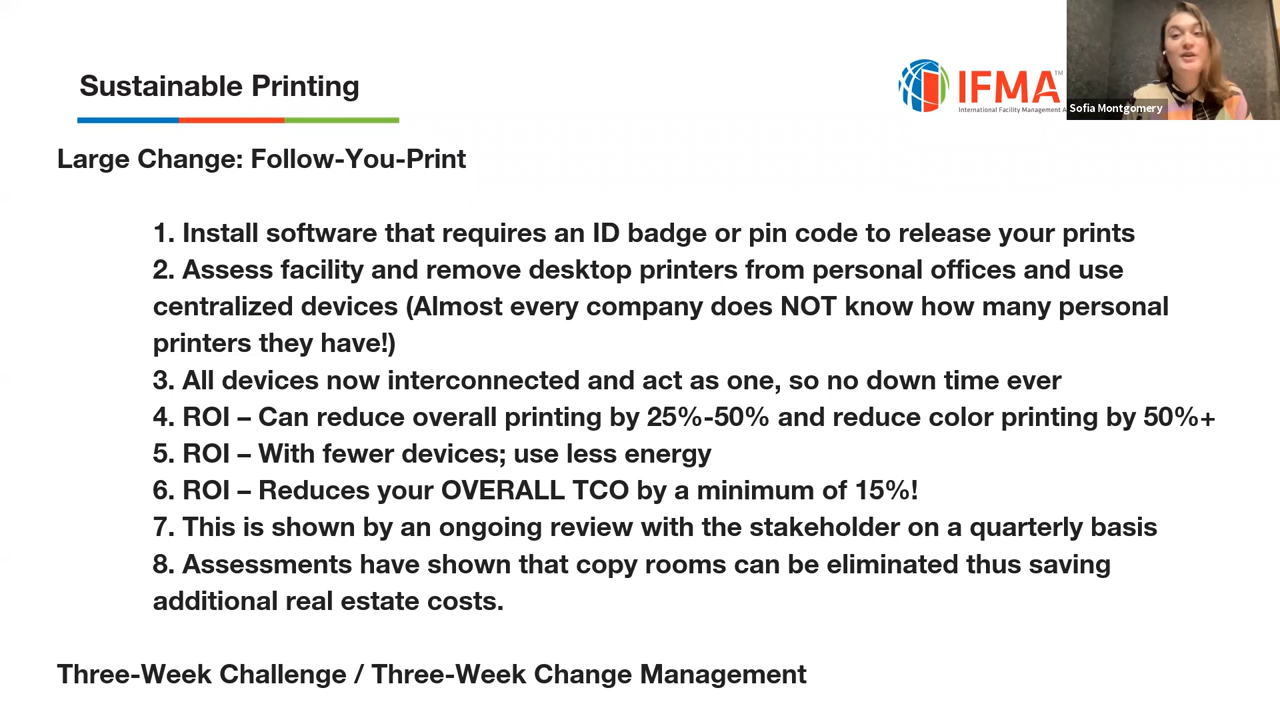 Sustainable Printing
IFMA™
International Facility Management A
Sofia Montgomery
Large Change: Follow-You-Print
1. Install software that requires an ID badge or pin code to release your prints
2. Assess facility and remove desktop printers from personal offices and use
centralized devices (Almost every company does NOT know how many personal
printers they have!)
3. All devices now interconnected and act as one, so no down time ever
4. ROI – Can reduce overall printing by 25%-50% and reduce color printing by 50%+
5. ROI – With fewer devices; use less energy
6. ROI – Reduces your OVERALL TCO by a minimum of 15%!
7. This is shown by an ongoing review with the stakeholder on a quarterly basis
8. Assessments have shown that copy rooms can be eliminated thus saving
additional real estate costs.
Three-Week Challenge / Three-Week Change Management